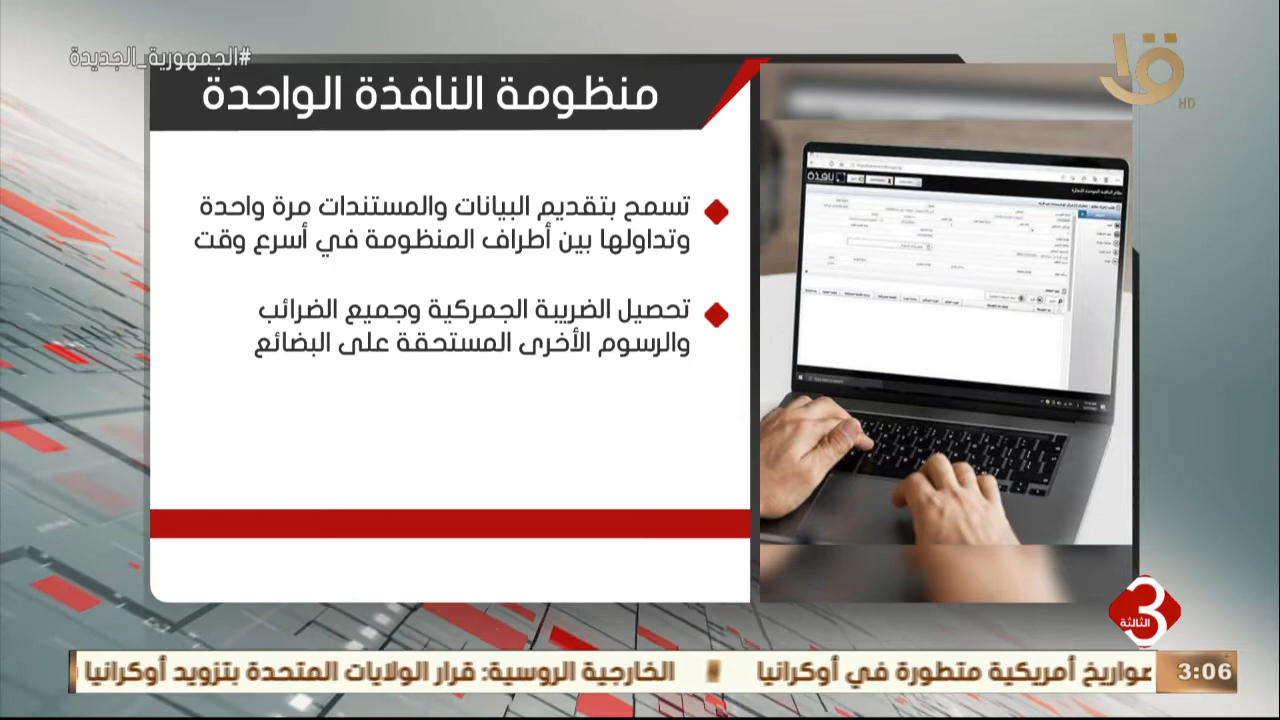 #الجمهورية_الجديدة
HD
منظومة النافذة الواحدة
تسمح بتقديم البيانات والمستندات مرة واحدة
وتداولها بين أطراف المنظومة في أسرع وقت
تحصيل الضريبة الجمركية وجميع الضرائب
والرسوم الأخرى المستحقة على البضائع
نافذة
3
الثالثة
صواريخ أمريكية متطورة في أوكرانيا
الخارجية الروسية: قرار الولايات المتحدة بتزويد أوكرانيا
3:06